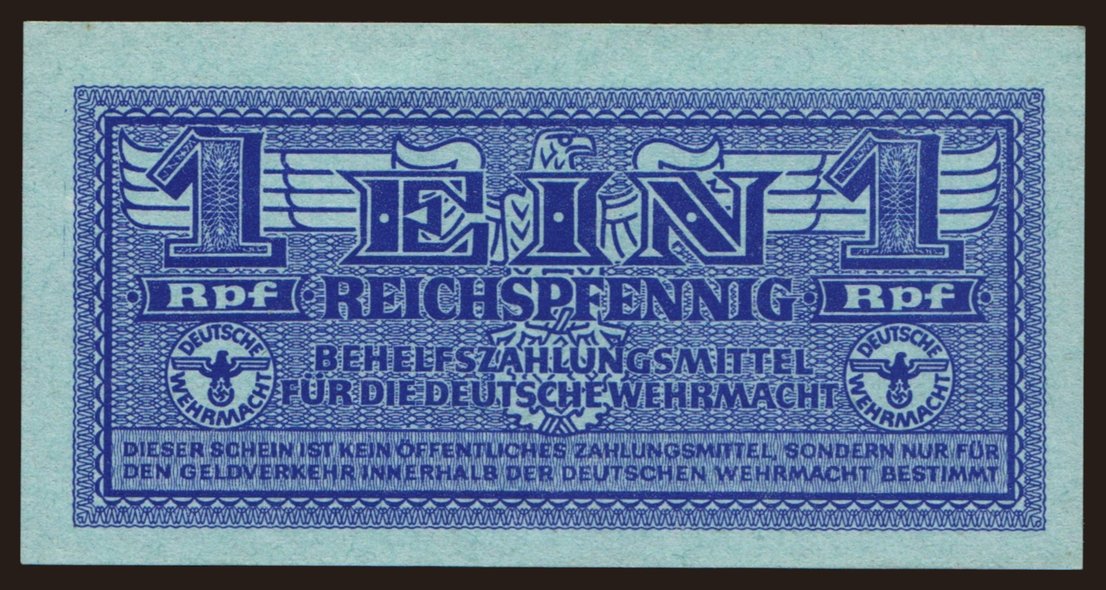 1 EIN 1
Rpf REICHSPFENNIG Rpf
DEUTSCHE WEHRMACHT
BEHELFSZAHLUNGSMITTEL
FÜR DIE DEUTSCHE WEHRMACHT
DEUTSCHE WEHRMACHT
DIESER SCHEIN IST KEIN ÖFFENTLICHES ZAHLUNGSMITTEL, SONDERN NUR FÜR
DEN GELDVERKEHR INNERHALB DER DEUTSCHEN WEHRMACHT BESTIMMT